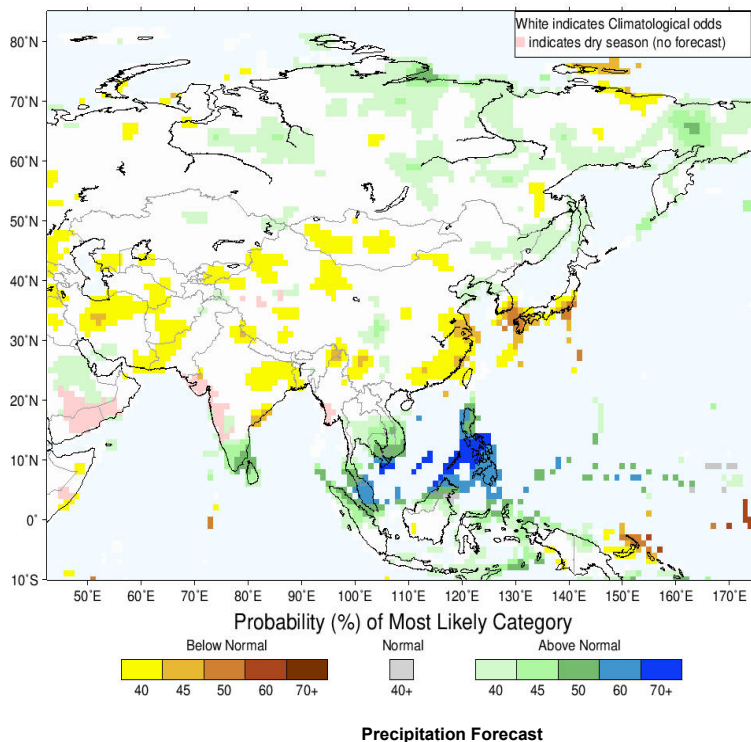 White indicates Climatological odds
indicates dry season (no forecast)
80˚N
70˚N
60˚N
50˚N
40˚N
30˚N
20˚N
10˚N
0˚
10˚S
50˚E 60˚E 70˚E 80˚E 90˚E 100˚E 110˚E 120˚E 130˚E 140˚E 150˚E 160˚E 170˚E
Probability (%) of Most Likely Category
Below Normal Normal Above Normal
40 45 50 60 70+ 40+ 40 45 50 60 70+
Precipitation Forecast